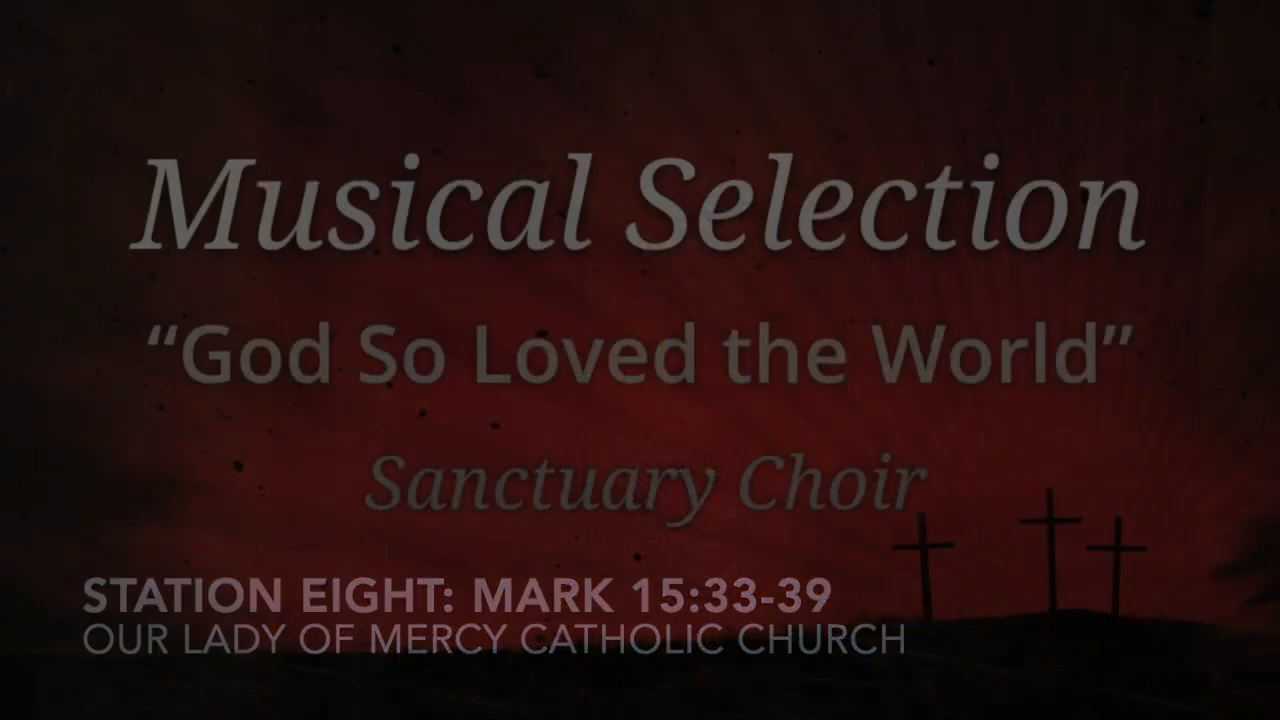 Musical Selection
“God So Loved the World”
Sanctuary Choir
STATION EIGHT: MARK 15:33-39
OUR LADY OF MERCY CATHOLIC CHURCH